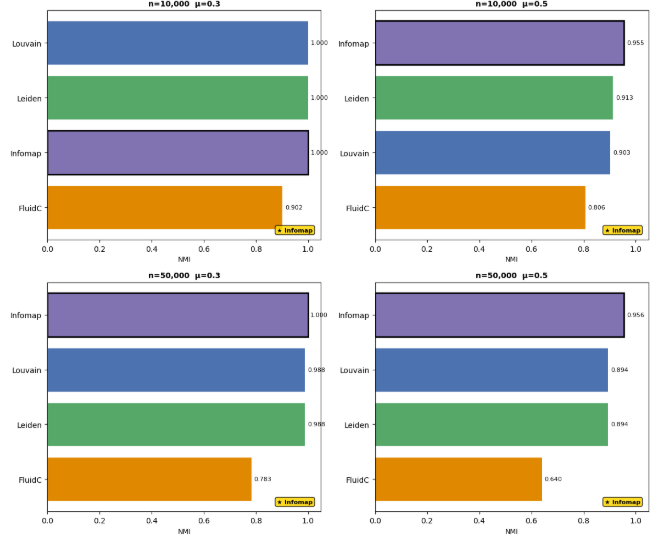 n=10,000 μ=0.3
Louvain 1.000
Leiden 1.000
Infomap 1.000
FluidC 0.902
★ Infomap
0.0 0.2 0.4 0.6 0.8 1.0
NMI
n=10,000 μ=0.5
Infomap 0.955
Leiden 0.913
Louvain 0.903
FluidC 0.806
★ Infomap
0.0 0.2 0.4 0.6 0.8 1.0
NMI
n=50,000 μ=0.3
Infomap 1.000
Louvain 0.988
Leiden 0.988
FluidC 0.783
★ Infomap
0.0 0.2 0.4 0.6 0.8 1.0
NMI
n=50,000 μ=0.5
Infomap 0.956
Louvain 0.894
Leiden 0.894
FluidC 0.640
★ Infomap
0.0 0.2 0.4 0.6 0.8 1.0
NMI